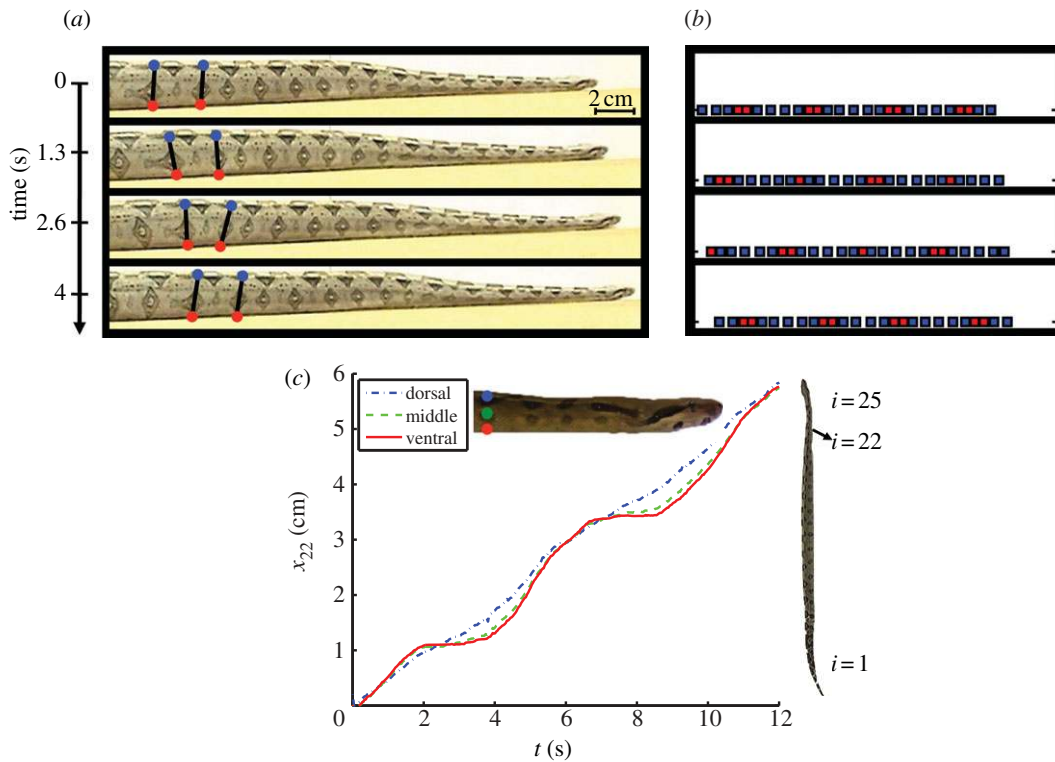 (a)
(b)
time (s)
0
1.3
2.6
4
2 cm
(c)
x22 (cm)
6
5
4
3
2
1
0
dorsal
middle
ventral
2
4
6
8
10
12
t (s)
i = 25
i = 22
i = 1